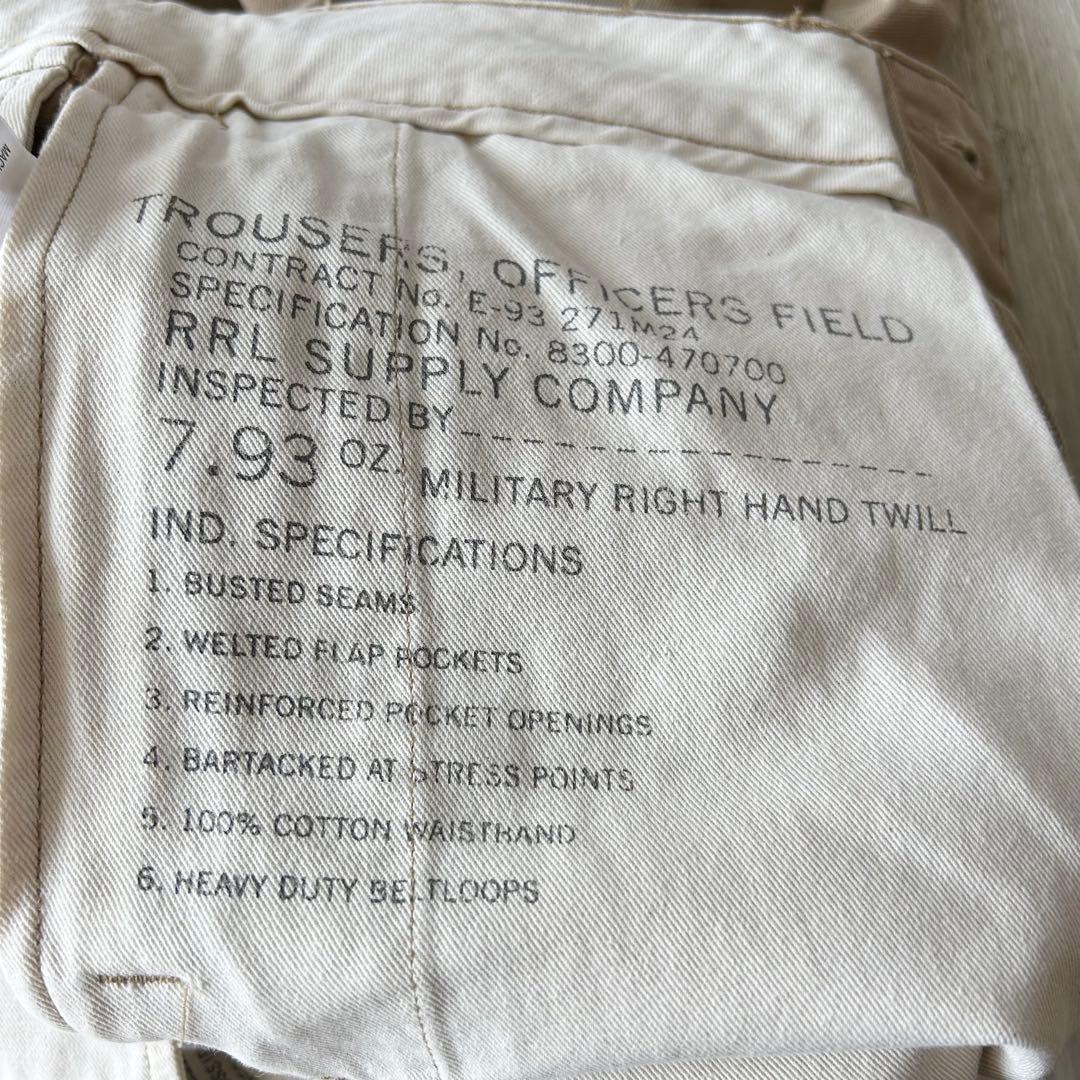 TROUSERS, OFFICERS FIELD
CONTRACT No. E-93 271M24
SPECIFICATION No. 8300-470700
RRL SUPPLY COMPANY
INSPECTED BY
7.93 OZ. MILITARY RIGHT HAND TWILL
IND. SPECIFICATIONS
1. BUSTED SEAMS
2. WELTED FLAP POCKETS
3. REINFORCED POCKET OPENINGS
4. BARTACKED AT STRESS POINTS
5. 100% COTTON WAISTBAND
6. HEAVY DUTY BELTLOOPS